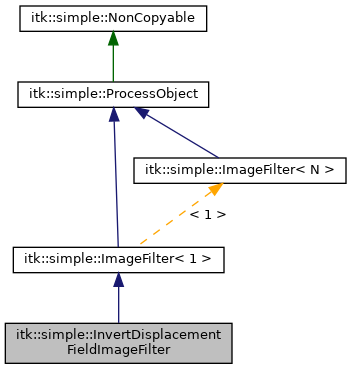 itk::simple::NonCopyable
itk::simple::ProcessObject
itk::simple::ImageFilter< N >
< 1 >
itk::simple::ImageFilter< 1 >
itk::simple::InvertDisplacement
FieldImageFilter